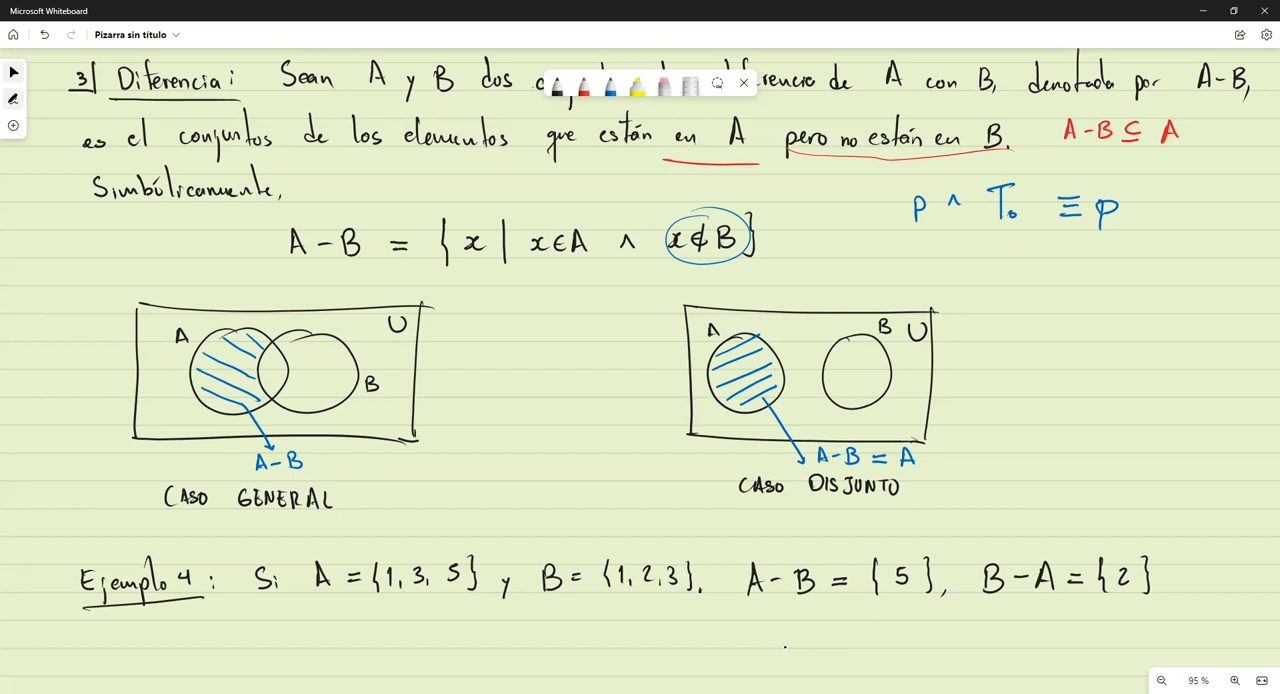 Microsoft Whiteboard
Pizarra sin título
3] Diferencia: Sean A y B dos de A con B, denotada por A-B,
es el conjuntos de los elementos que están en A pero no están en B. A-B ⊆ A
Simbólicamente,
p ∧ T₀ ≡ p
A-B = { x | x∈A ∧ x∉B }
A U B
A-B
CASO GENERAL
A B U
A-B = A
CASO DISJUNTO
Ejemplo 4: Si A = {1, 3, 5} y B = {1, 2, 3}. A-B = {5}, B-A = {2}
95 %